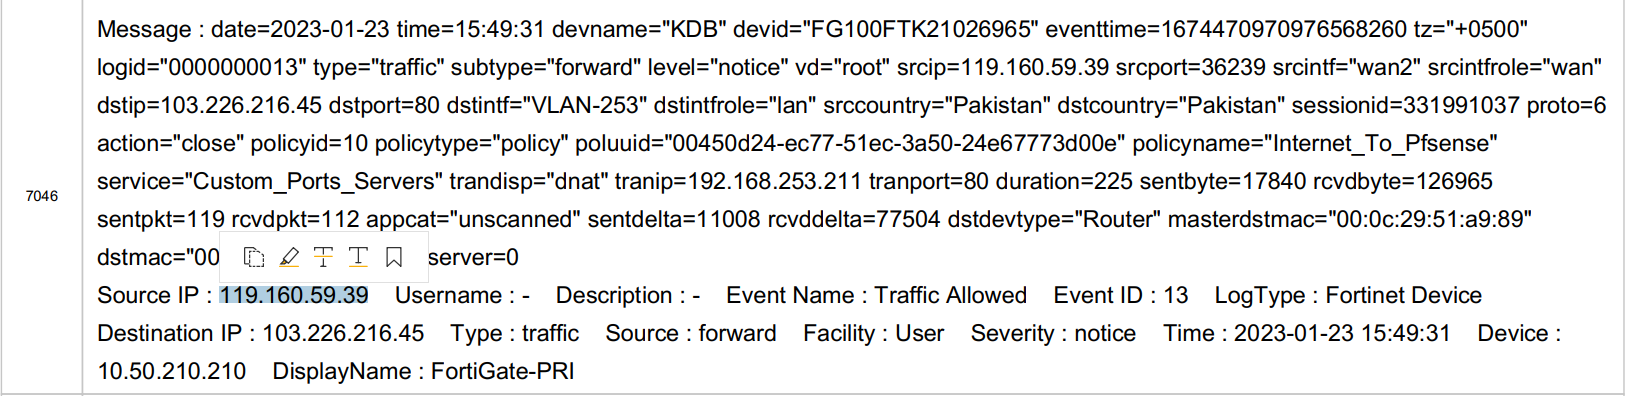 Message : date=2023-01-23 time=15:49:31 devname="KDB" devid="FG100FTK21026965" eventtime=1674470970976568260 tz="+0500"
logid="0000000013" type="traffic" subtype="forward" level="notice" vd="root" srcip=119.160.59.39 srcport=36239 srcintf="wan2" srcintfrole="wan"
dstip=103.226.216.45 dstport=80 dstintf="VLAN-253" dstintfrole="lan" srccountry="Pakistan" dstcountry="Pakistan" sessionid=331991037 proto=6
action="close" policyid=10 policytype="policy" poluuid="00450d24-ec77-51ec-3a50-24e67773d00e" policyname="Internet_To_Pfsense"
7046 service="Custom_Ports_Servers" trandisp="dnat" tranip=192.168.253.211 tranport=80 duration=225 sentbyte=17840 rcvdbyte=126965
sentpkt=119 rcvdpkt=112 appcat="unscanned" sentdelta=11008 rcvddelta=77504 dstdevtype="Router" masterdstmac="00:0c:29:51:a9:89"
dstmac="00 server=0
Source IP : 119.160.59.39 Username : - Description : - Event Name : Traffic Allowed Event ID : 13 LogType : Fortinet Device
Destination IP : 103.226.216.45 Type : traffic Source : forward Facility : User Severity : notice Time : 2023-01-23 15:49:31 Device :
10.50.210.210 DisplayName : FortiGate-PRI